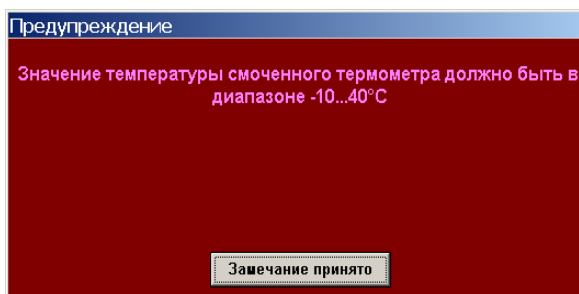 Предупреждение
Значение температуры смоченного термометра должно быть в
диапазоне -10...40°C
Замечание принято